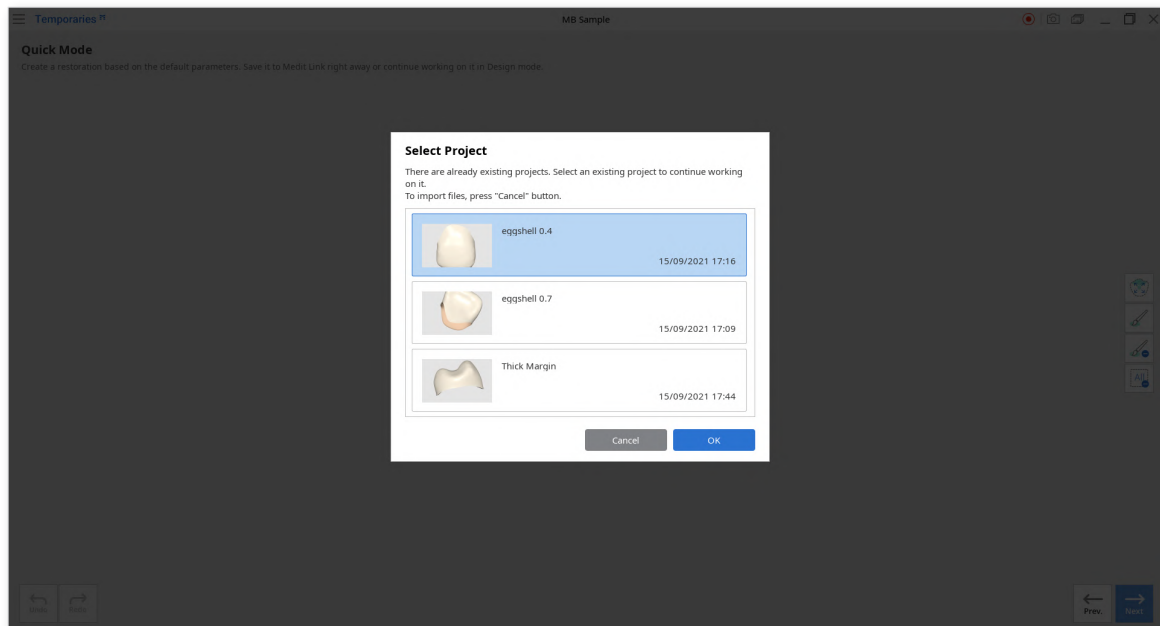 Temporaries
MB Sample
Quick Mode
Create a restoration based on the default parameters. Save it to Medit Link right away or continue working on it in Design mode.
Select Project
There are already existing projects. Select an existing project to continue working
on it.
To import files, press "Cancel" button.
eggshell 0.4
15/09/2021 17:16
eggshell 0.7
15/09/2021 17:09
Thick Margin
15/09/2021 17:44
Cancel
OK
All
Undo
Redo
Prev.
Next